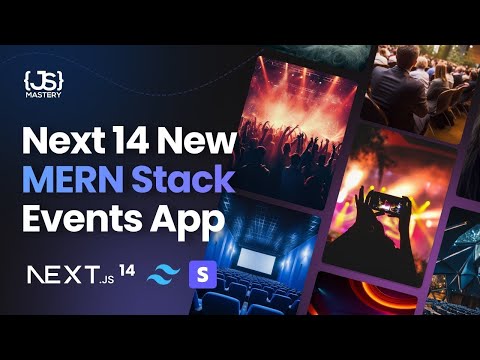 {JS}
MASTERY
Next 14 New
MERN Stack
Events App
NEXT.JS 14
S